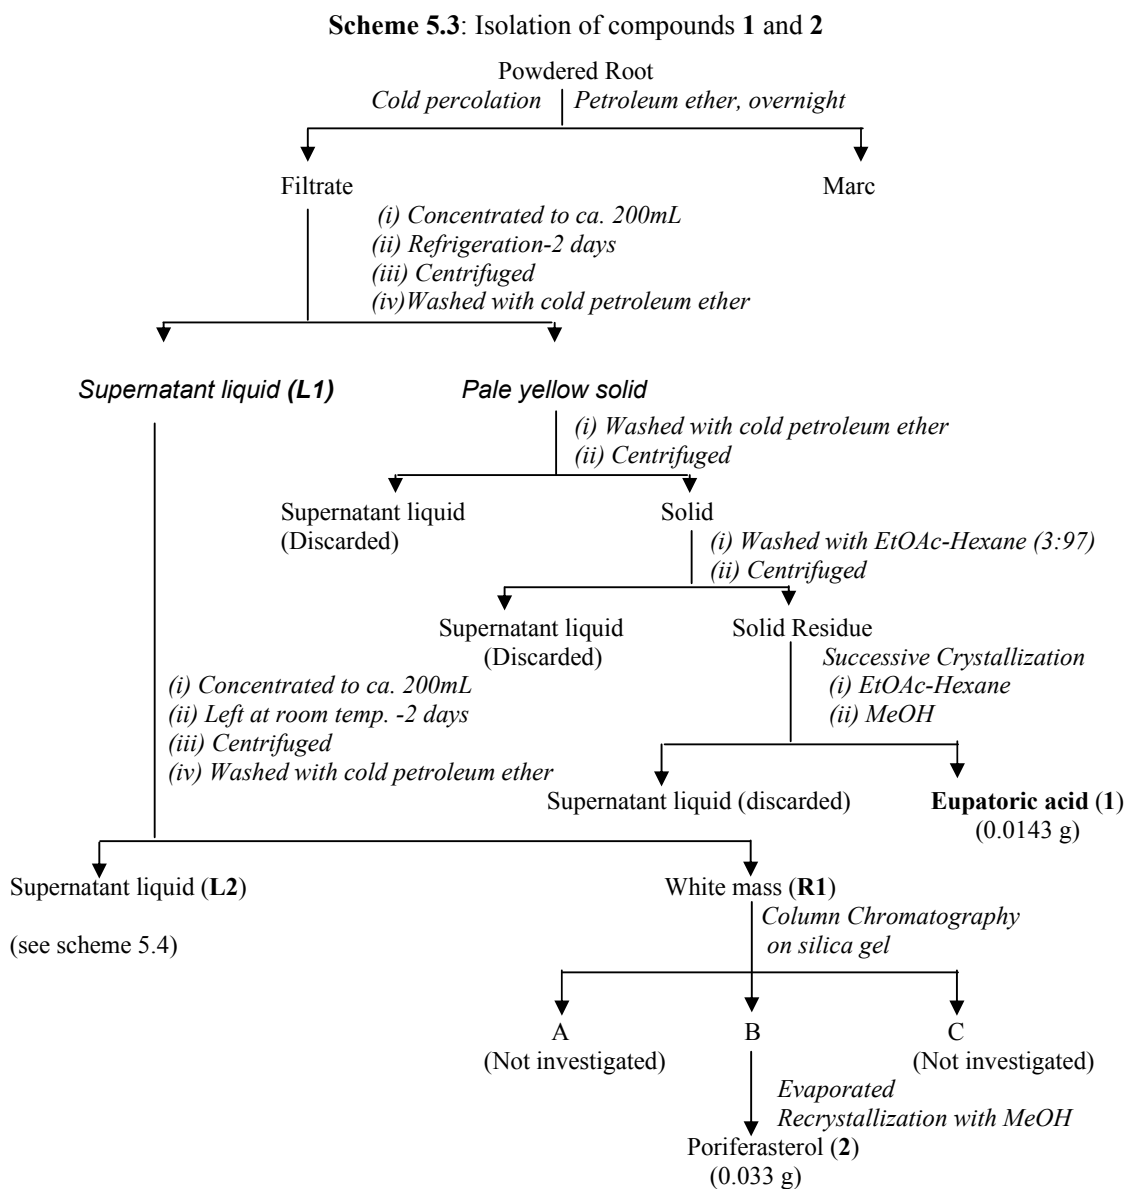 Scheme 5.3: Isolation of compounds 1 and 2
Powdered Root
Cold percolation
Petroleum ether, overnight
Filtrate
Marc
(i) Concentrated to ca. 200mL
(ii) Refrigeration-2 days
(iii) Centrifuged
(iv)Washed with cold petroleum ether
Supernatant liquid (L1)
Pale yellow solid
(i) Washed with cold petroleum ether
(ii) Centrifuged
Supernatant liquid
(Discarded)
Solid
(i) Washed with EtOAc-Hexane (3:97)
(ii) Centrifuged
Supernatant liquid
(Discarded)
Solid Residue
Successive Crystallization
(i) EtOAc-Hexane
(ii) MeOH
(i) Concentrated to ca. 200mL
(ii) Left at room temp. -2 days
(iii) Centrifuged
(iv) Washed with cold petroleum ether
Supernatant liquid (discarded)
Eupatoric acid (1)
(0.0143 g)
Supernatant liquid (L2)
(see scheme 5.4)
White mass (R1)
Column Chromatography
on silica gel
A
(Not investigated)
B
C
(Not investigated)
Evaporated
Recrystallization with MeOH
Poriferasterol (2)
(0.033 g)